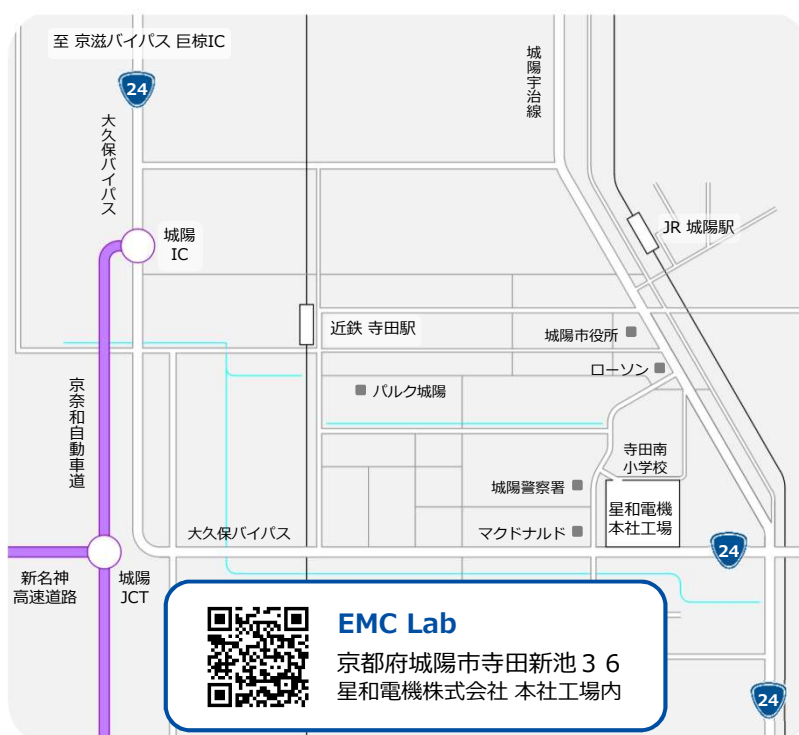 至 京滋バイパス 巨椋IC
24
大久保バイパス
城陽宇治線
城陽
IC
JR 城陽駅
近鉄 寺田駅
城陽市役所
ローソン
パルク城陽
京奈和自動車道
寺田南
小学校
城陽警察署
星和電機
本社工場
大久保バイパス
マクドナルド
24
新名神
高速道路
城陽
JCT
EMC Lab
京都府城陽市寺田新池３６
星和電機株式会社 本社工場内
24